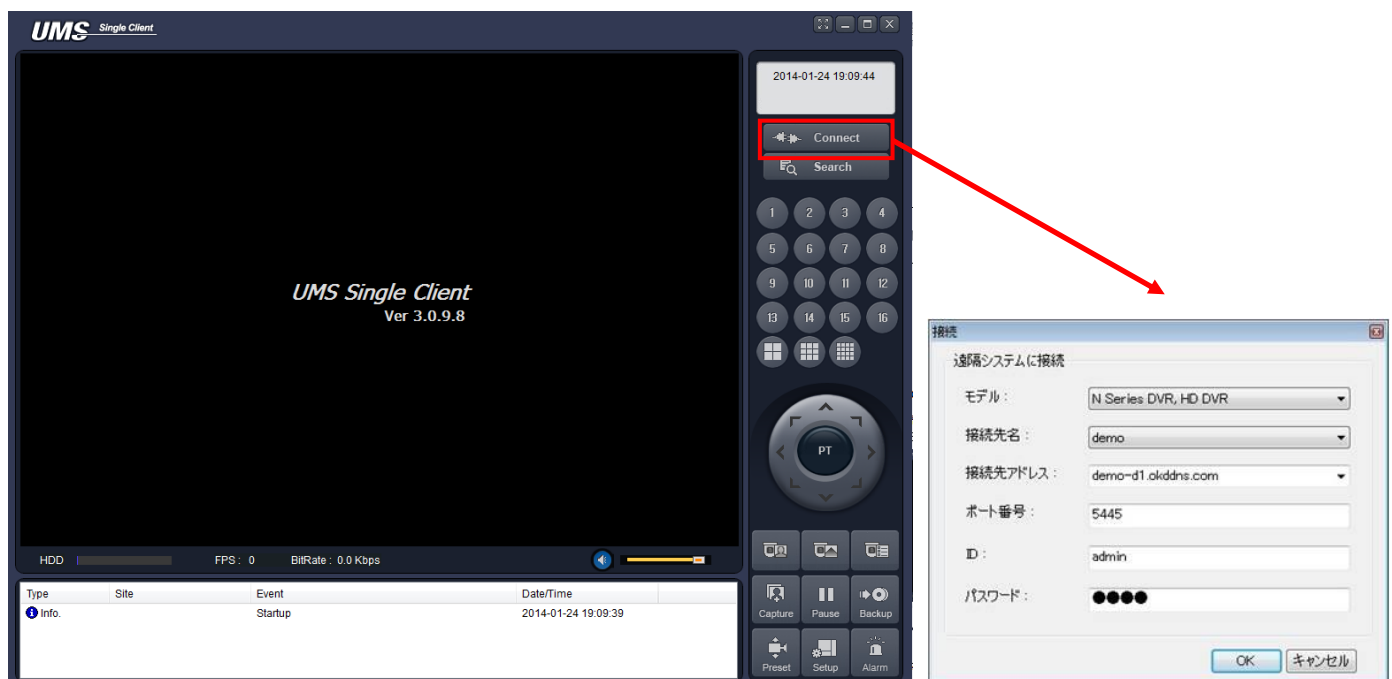 UMS Single Client
2014-01-24 19:09:44
Connect
Search
1 2 3 4
5 6 7 8
9 10 11 12
13 14 15 16
UMS Single Client
Ver 3.0.9.8
PT
HDD FPS : 0 BitRate : 0.0 Kbps
Type Site Event Date/Time
Info. Startup 2014-01-24 19:09:39
Capture Pause Backup
Preset Setup Alarm
接続
遠隔システムに接続
モデル : N Series DVR, HD DVR
接続先名 : demo
接続先アドレス : demo-d1.okddns.com
ポート番号 : 5445
ID : admin
パスワード : ●●●●
OK キャンセル